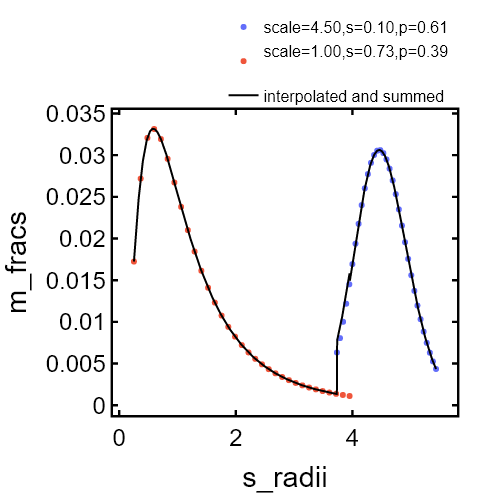 scale=4.50,s=0.10,p=0.61
scale=1.00,s=0.73,p=0.39
interpolated and summed
0.035
0.03
0.025
0.02
0.015
0.01
0.005
0
m_fracs
0 2 4
s_radii